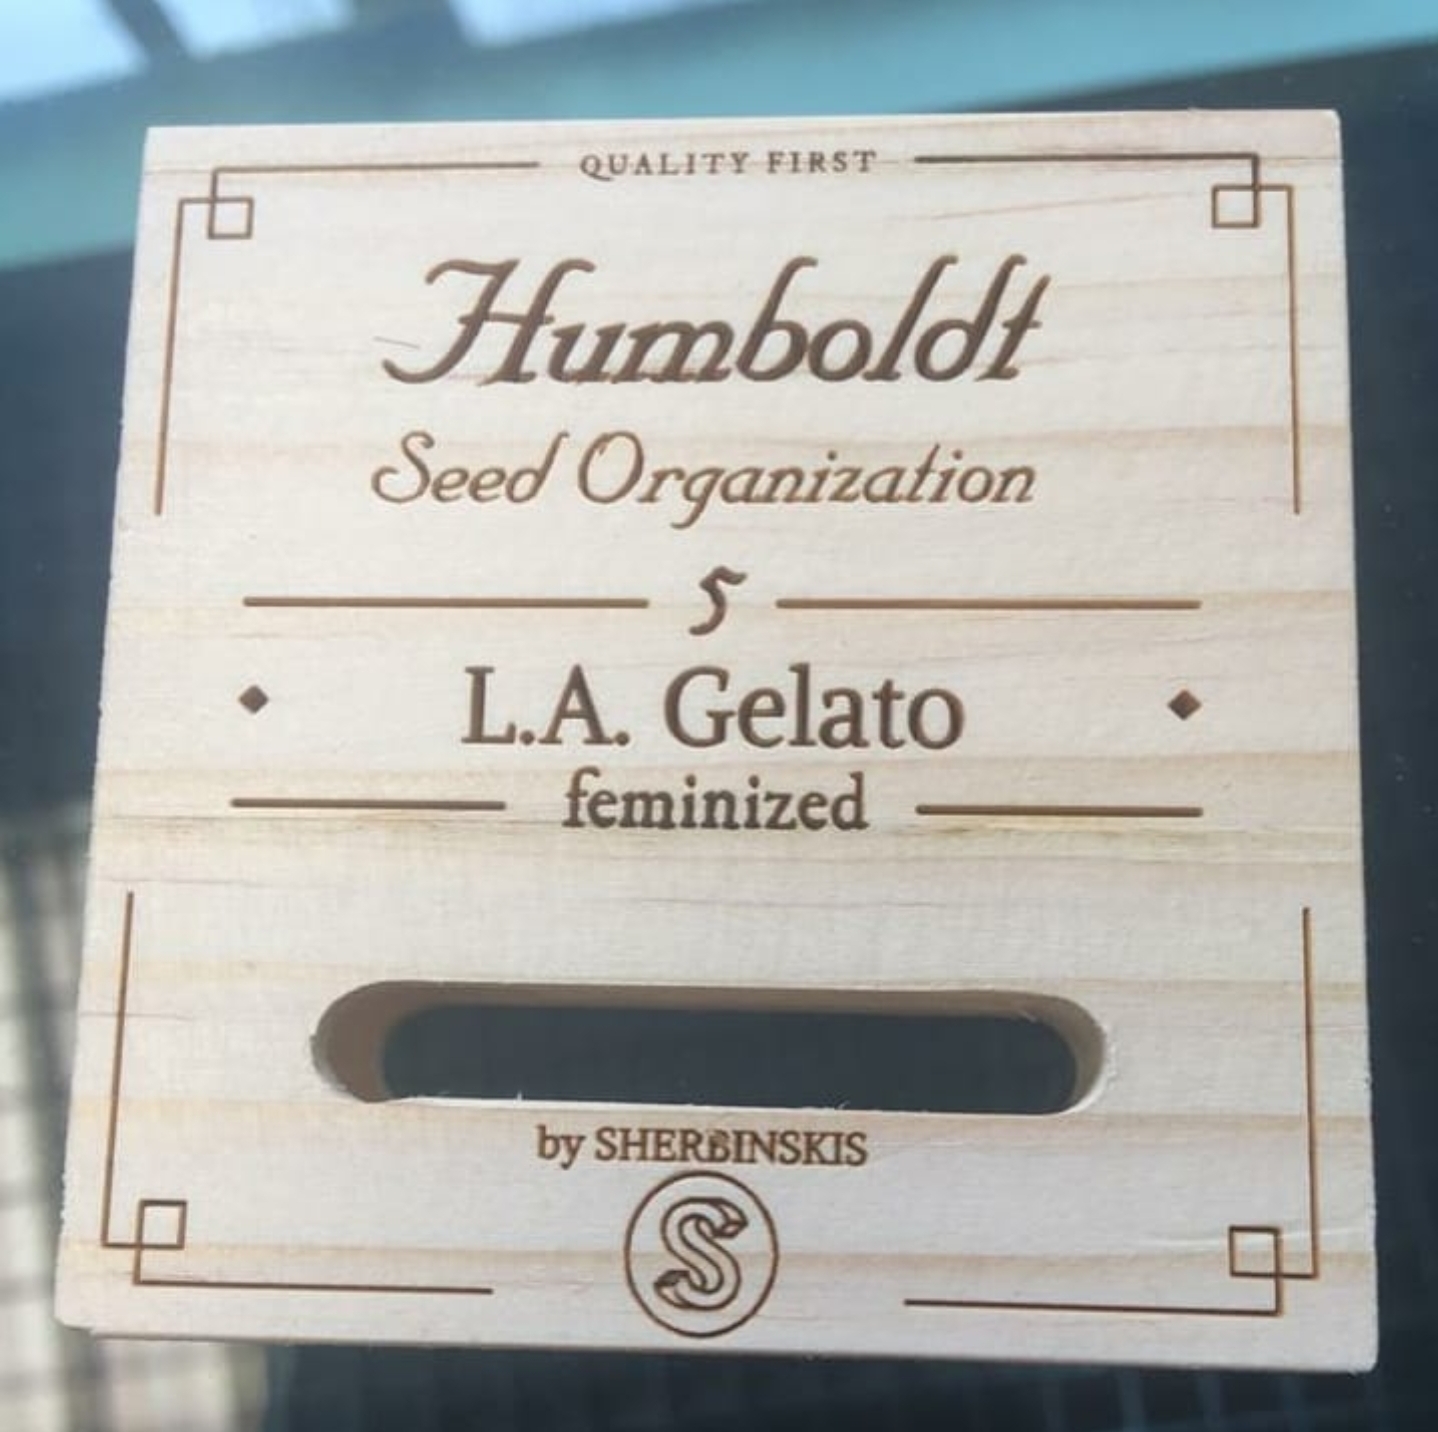 QUALITY FIRST
Humboldt
Seed Organization
5
L.A. Gelato
feminized
by SHERBINSKIS
S